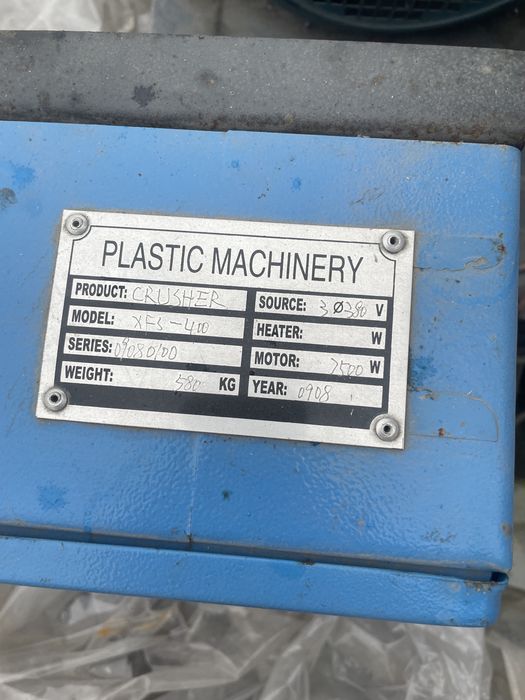 PLASTIC MACHINERY
PRODUCT: CRUSHER
MODEL: XFS-400
SERIES: 09080100
WEIGHT: 580 KG
SOURCE: 3Ø380 V
HEATER: W
MOTOR: 7500 W
YEAR: 0908